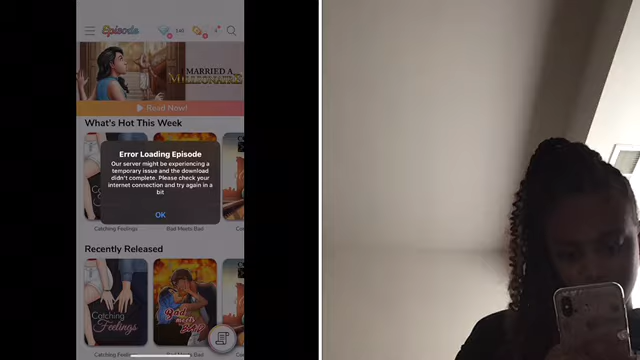 Episode
I MARRIED A
MILLIONAIRE
Read Now!
What's Hot This Week
Error Loading Episode
Our server might be experiencing a
temporary issue and the download
didn't complete. Please check your
internet connection and try again in a
bit
OK
Catching Feelings
Bad Meets Bad
Recently Released
Catching
Feelings
Bad
meets